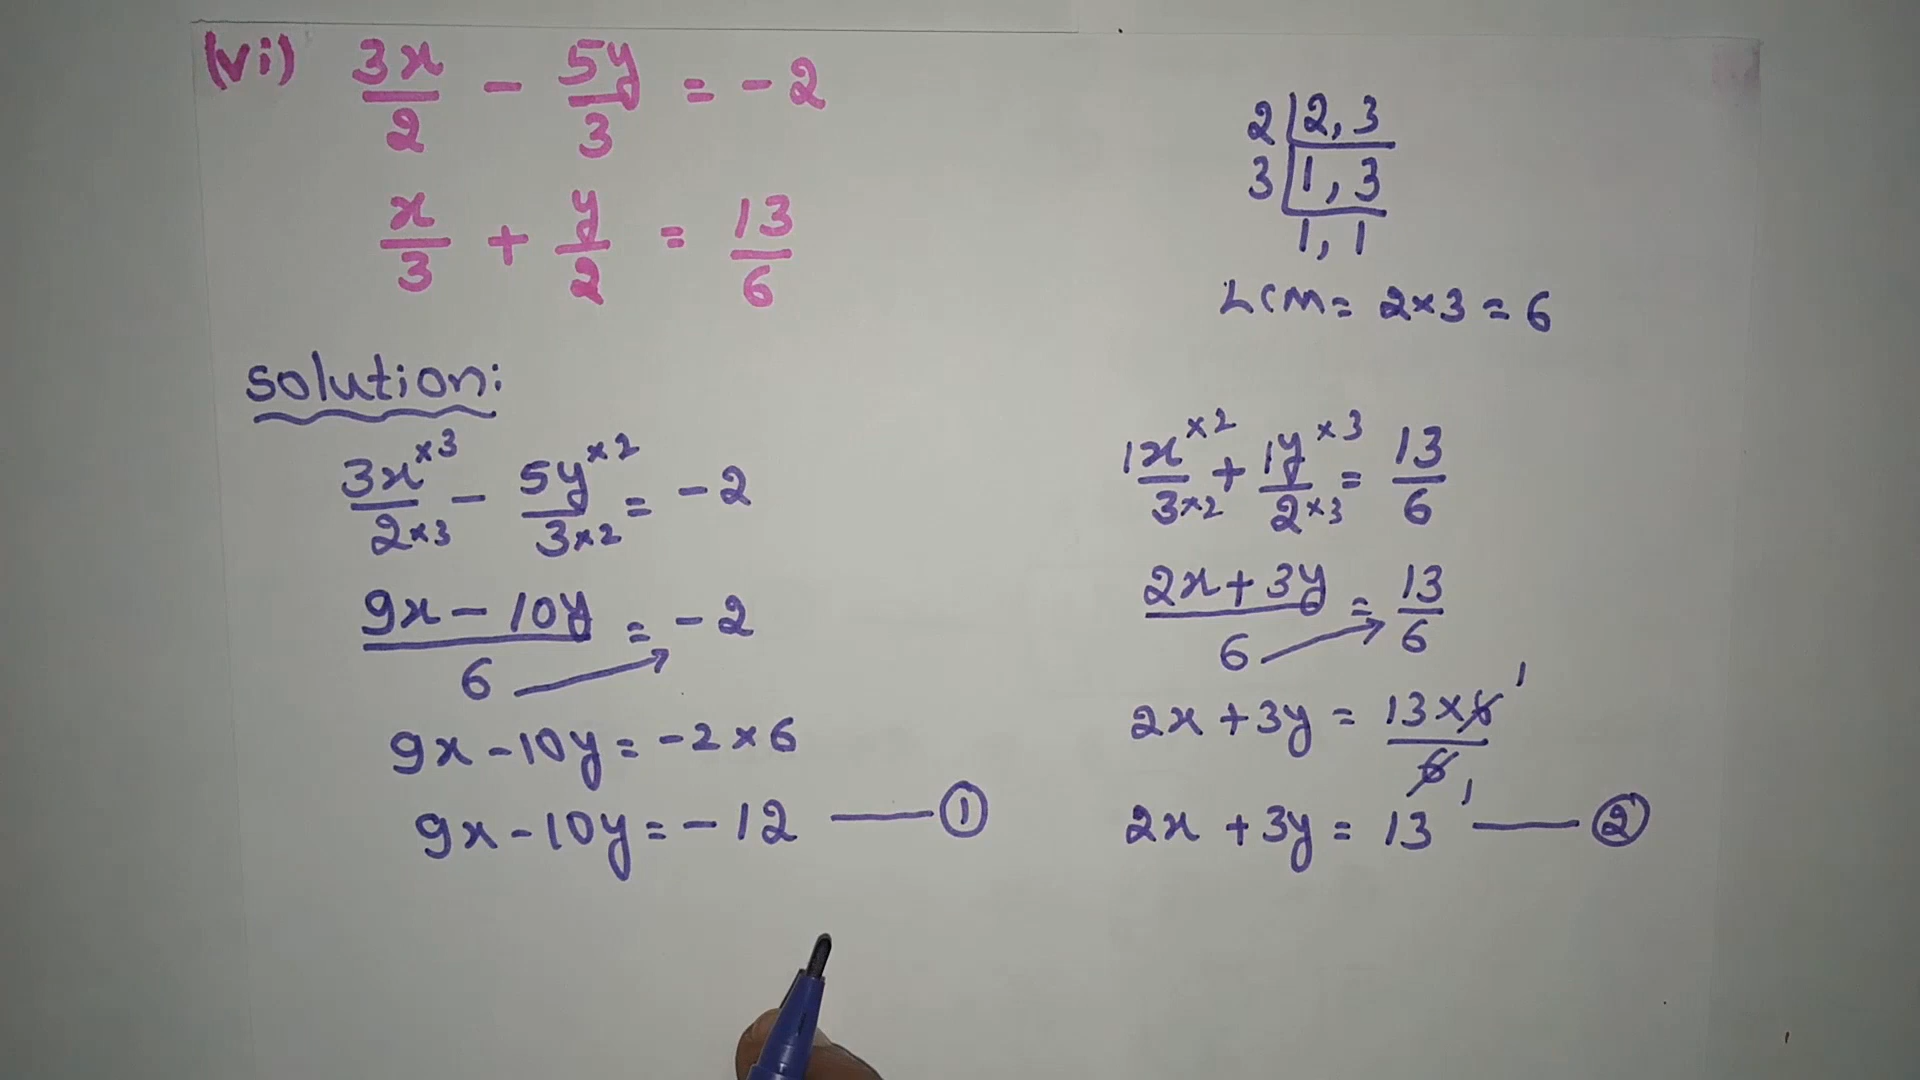 (vi) 3x/2 - 5y/3 = -2
x/3 + y/2 = 13/6
2 | 2, 3
3 | 1, 3
1, 1
LCM = 2×3 = 6
Solution:
3x×3/2×3 - 5y×2/3×2 = -2
9x - 10y/6 = -2
9x - 10y = -2 × 6
9x - 10y = -12 —— ①
1x×2/3×2 + 1y×3/2×3 = 13/6
2x + 3y/6 = 13/6
2x + 3y = 13×6 1/6 1
2x + 3y = 13 —— ②